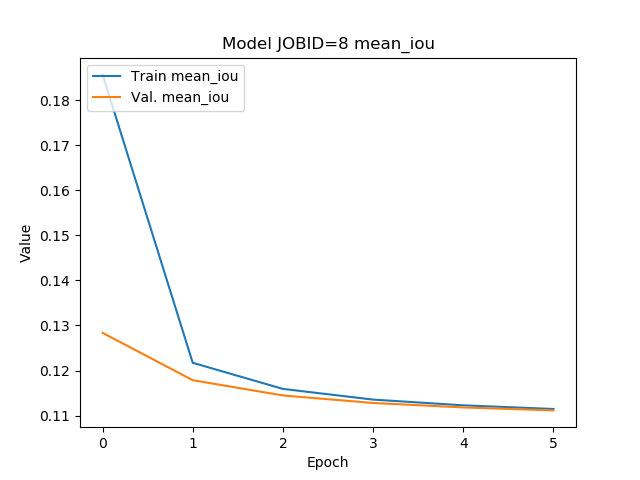 Model JOBID=8 mean_iou
Train mean_iou
Val. mean_iou
0.18
0.17
0.16
0.15
0.14
0.13
0.12
0.11
Value
0 1 2 3 4 5
Epoch